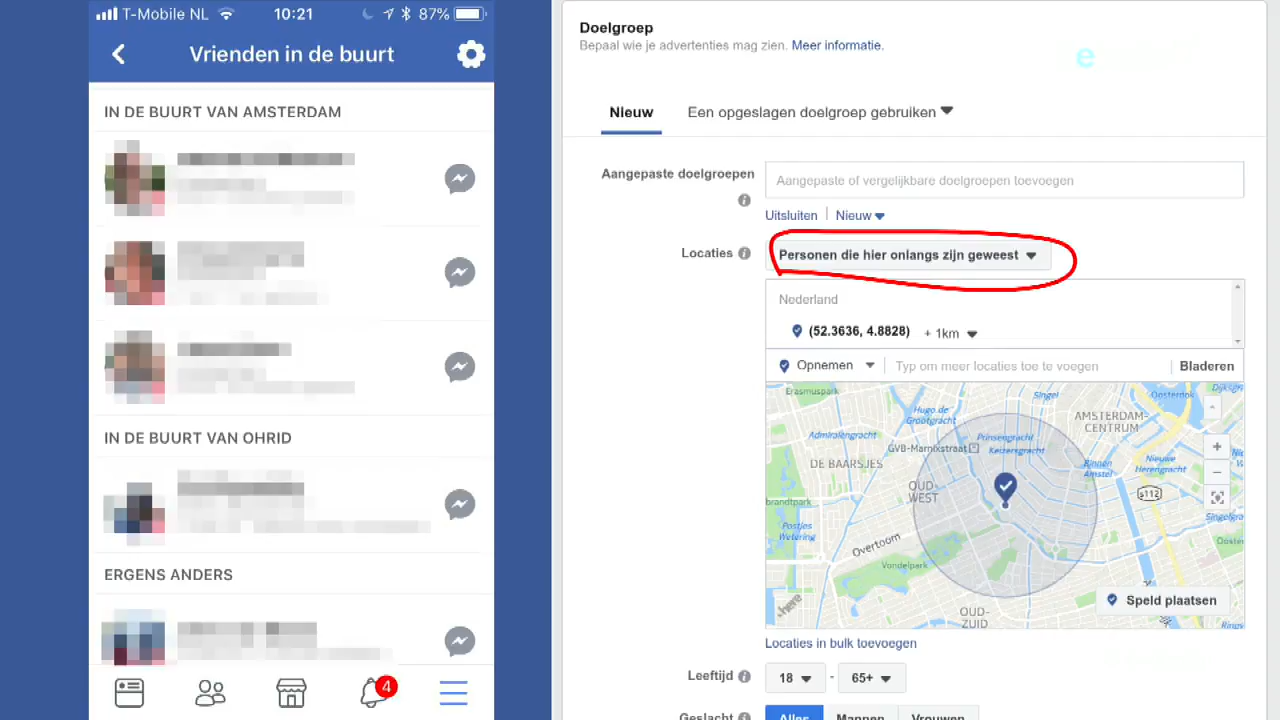 T-Mobile NL 10:21 87%
Vrienden in de buurt
IN DE BUURT VAN AMSTERDAM
IN DE BUURT VAN OHRID
ERGENS ANDERS
4
Doelgroep
Bepaal wie je advertenties mag zien. Meer informatie.
Nieuw Een opgeslagen doelgroep gebruiken
Aangepaste doelgroepen
Aangepaste of vergelijkbare doelgroepen toevoegen
Uitsluiten Nieuw
Locaties Personen die hier onlangs zijn geweest
Nederland
(52.3636, 4.8828) + 1km
Opnemen Typ om meer locaties toe te voegen Bladeren
Erasmuspark
Singel
Oosterdok
Hugo de
Grootgracht
AMSTERDAM-
CENTRUM
Admiralengracht
GVB-Marnixstraat
Prinsengracht
Keizersgracht
DE BAARSJES
Binnen
Amstel
Nieuwe
Herengracht
OUD-
WEST
s112
Postjes
Wetering
Overtoom
Vondelpark
here
Speld plaatsen
OUD-
ZUID
Locaties in bulk toevoegen
Leeftijd 18 - 65+
Geslacht Alles Mannen Vrouwen